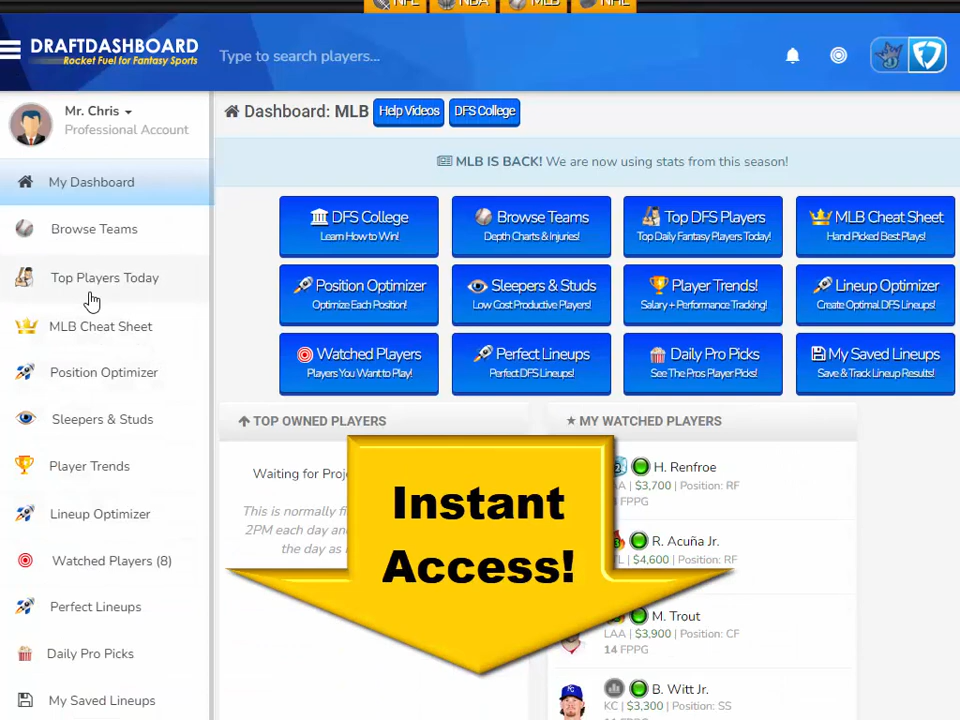 NFL NBA MLB NHL
DRAFTDASHBOARD
Rocket Fuel for Fantasy Sports
Type to search players...
Mr. Chris
Professional Account
Dashboard: MLB Help Videos DFS College
MLB IS BACK! We are now using stats from this season!
My Dashboard
Browse Teams
Top Players Today
MLB Cheat Sheet
Position Optimizer
Sleepers & Studs
Player Trends
Lineup Optimizer
Watched Players (8)
Perfect Lineups
Daily Pro Picks
My Saved Lineups
DFS College
Learn How to Win!
Browse Teams
Depth Charts & Injuries!
Top DFS Players
Top Daily Fantasy Players Today!
MLB Cheat Sheet
Hand Picked Best Plays!
Position Optimizer
Optimize Each Position!
Sleepers & Studs
Low Cost Productive Players!
Player Trends!
Salary + Performance Tracking!
Lineup Optimizer
Create Optimal DFS Lineups!
Watched Players
Players You Want to Play!
Perfect Lineups
Perfect DFS Lineups!
Daily Pro Picks
See The Pros Player Picks!
My Saved Lineups
Save & Track Lineup Results!
TOP OWNED PLAYERS
Waiting for
This is normally
2PM each day
the day as
MY WATCHED PLAYERS
H. Renfroe
$3,700 | Position: RF
FPPG
R. Acuña Jr.
$4,600 | Position: RF
M. Trout
LAA | $3,900 | Position: CF
14 FPPG
B. Witt Jr.
KC | $3,300 | Position: SS
Instant
Access!